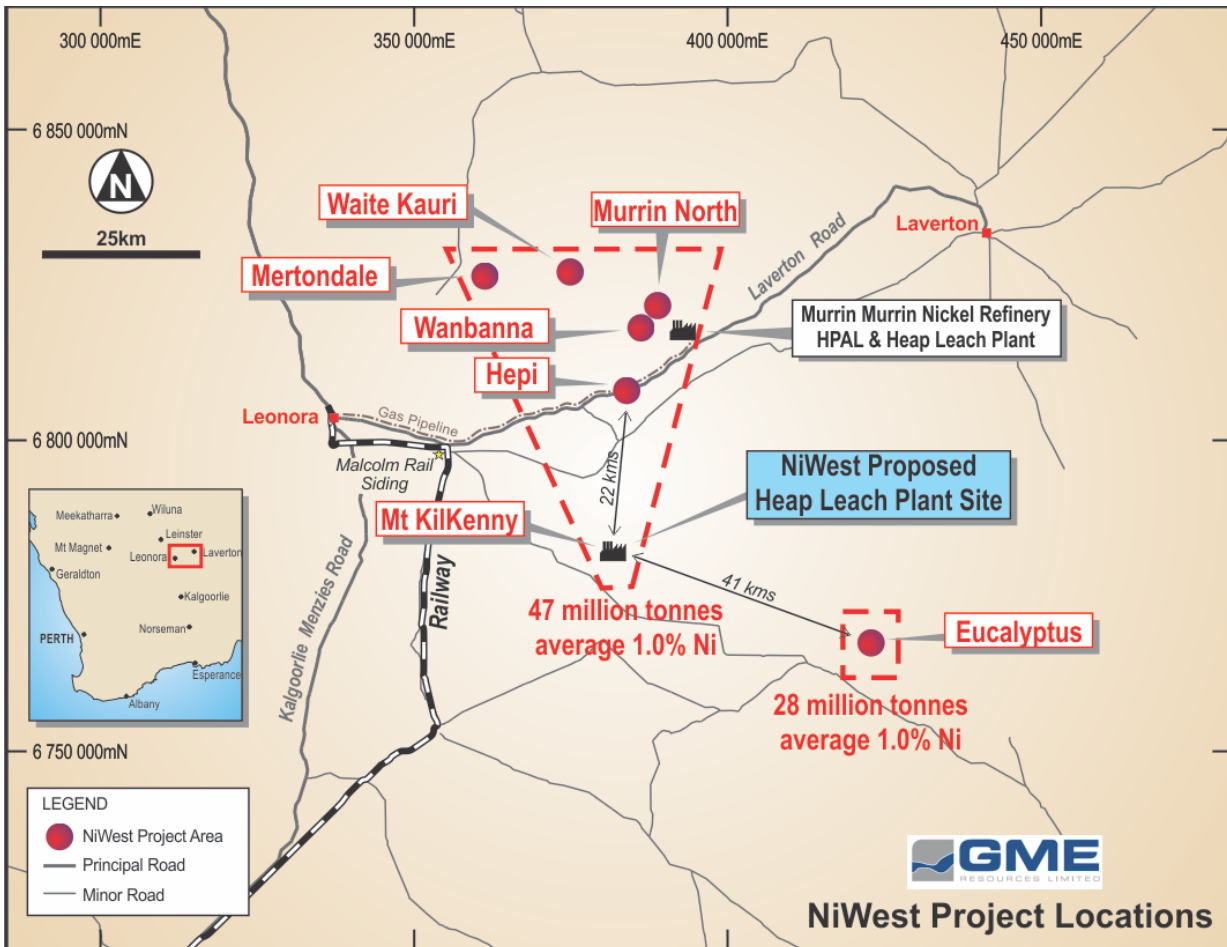 300 000mE
350 000mE
400 000mE
450 000mE
6 850 000mN
N
25km
Waite Kauri
Murrin North
Mertondale
Wanbanna
Hepi
Laverton
Laverton Road
Murrin Murrin Nickel Refinery
HPAL & Heap Leach Plant
Leonora
Gas Pipeline
6 800 000mN
Malcolm Rail
Siding
22 kms
NiWest Proposed
Heap Leach Plant Site
Mt KilKenny
41 kms
Kalgoorlie Menzies Road
Railway
47 million tonnes
average 1.0% Ni
Eucalyptus
28 million tonnes
average 1.0% Ni
Meekatharra
Wiluna
Leinster
Mt Magnet
Leonora
Laverton
Geraldton
Kalgoorlie
PERTH
Norseman
Esperance
Albany
6 750 000mN
LEGEND
NiWest Project Area
Principal Road
Minor Road
GME
RESOURCES LIMITED
NiWest Project Locations